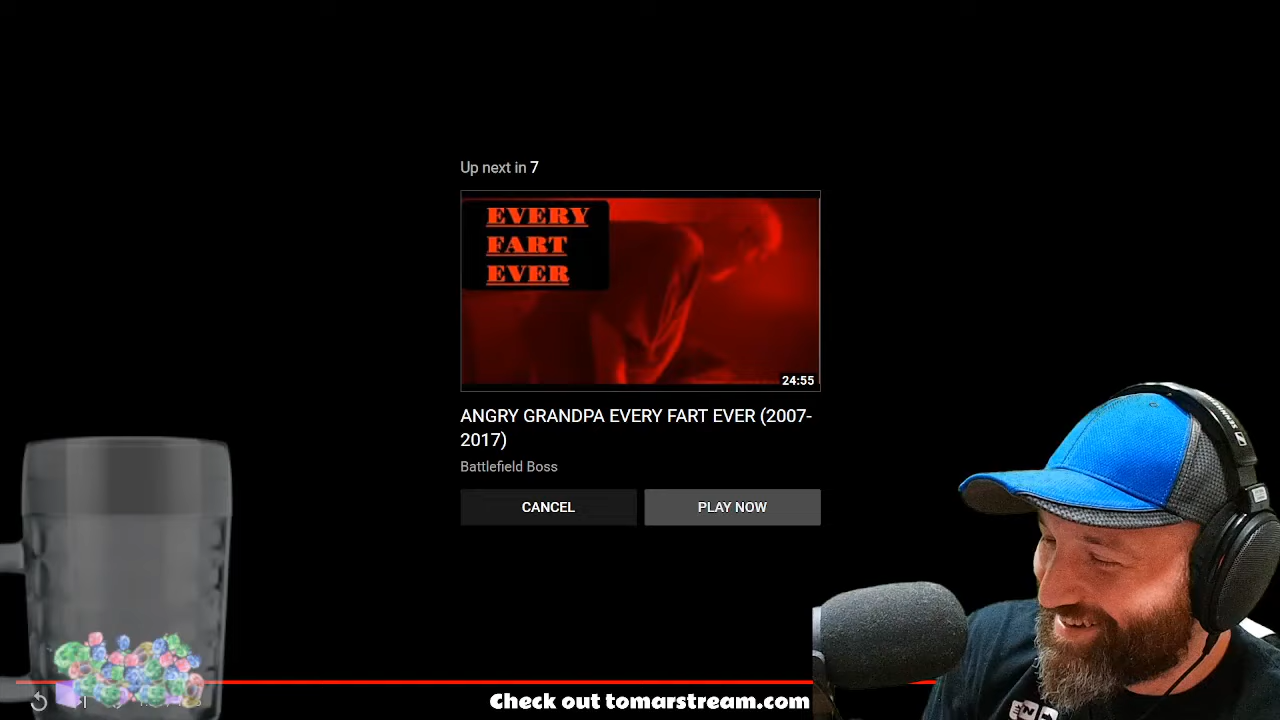 Up next in 7
EVERY
FART
EVER
24:55
ANGRY GRANDPA EVERY FART EVER (2007-
2017)
Battlefield Boss
CANCEL
PLAY NOW
Check out tomarstream.com